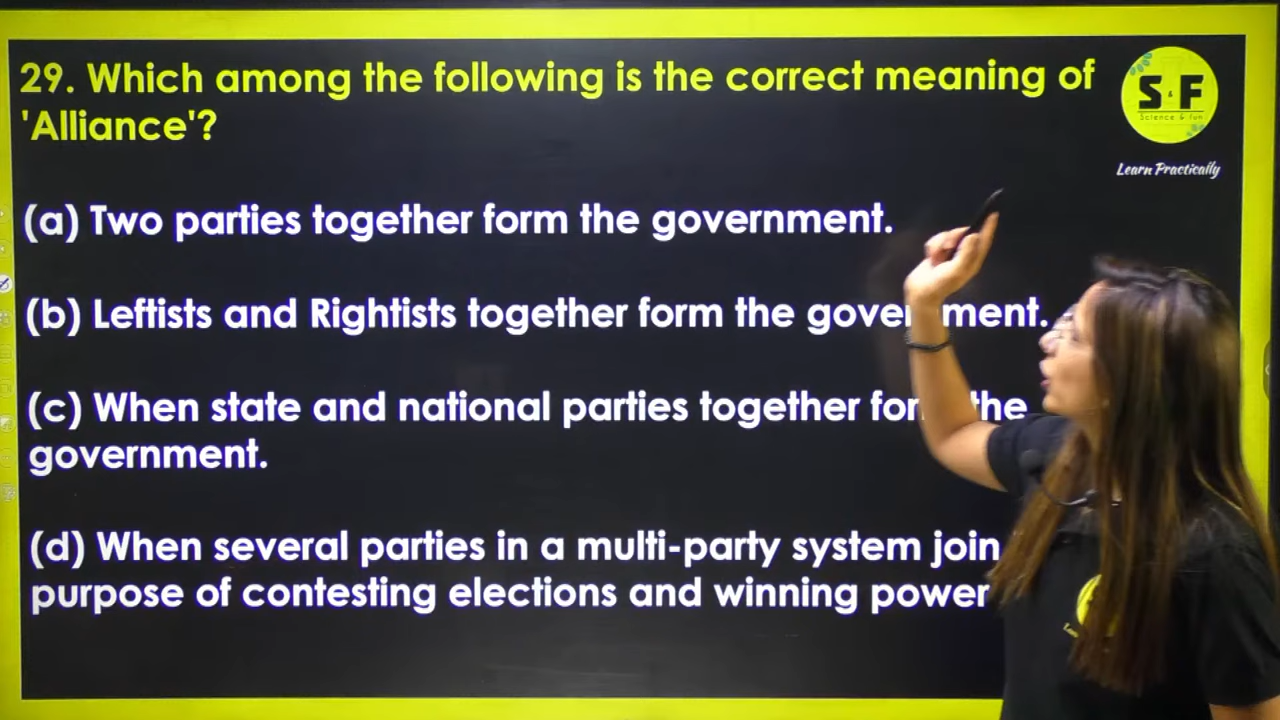 29. Which among the following is the correct meaning of
'Alliance'?
S & F
Science & fun
Learn Practically
(a) Two parties together form the government.
(b) Leftists and Rightists together form the government.
(c) When state and national parties together form the
government.
(d) When several parties in a multi-party system join
purpose of contesting elections and winning power